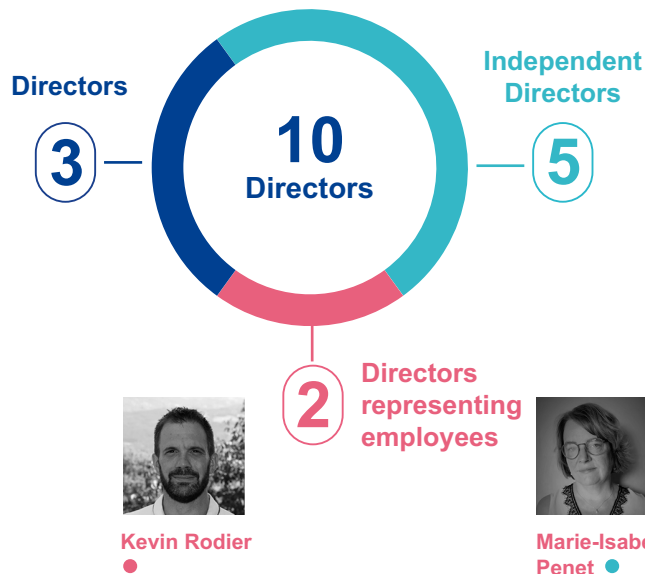 Directors
3
10
Directors
Independent
Directors
5
2
Directors
representing
employees
Kevin Rodier
Penet